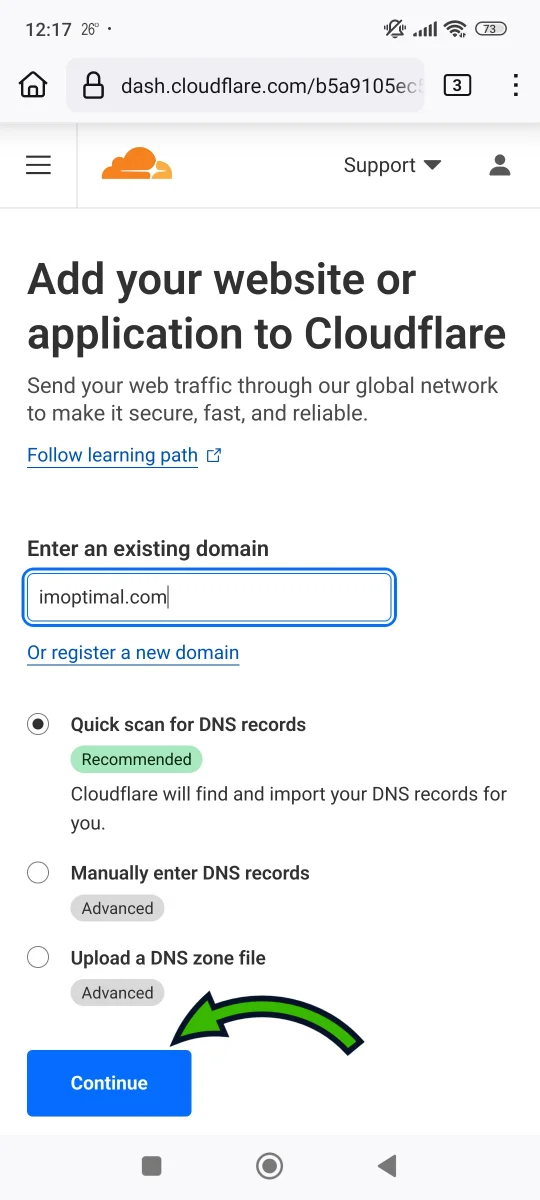 12:17 26°
73
dash.cloudflare.com/b5a9105ec5
3
Support
Add your website or
application to Cloudflare
Send your web traffic through our global network
to make it secure, fast, and reliable.
Follow learning path
Enter an existing domain
imoptimal.com
Or register a new domain
Quick scan for DNS records
Recommended
Cloudflare will find and import your DNS records for
you.
Manually enter DNS records
Advanced
Upload a DNS zone file
Advanced
Continue